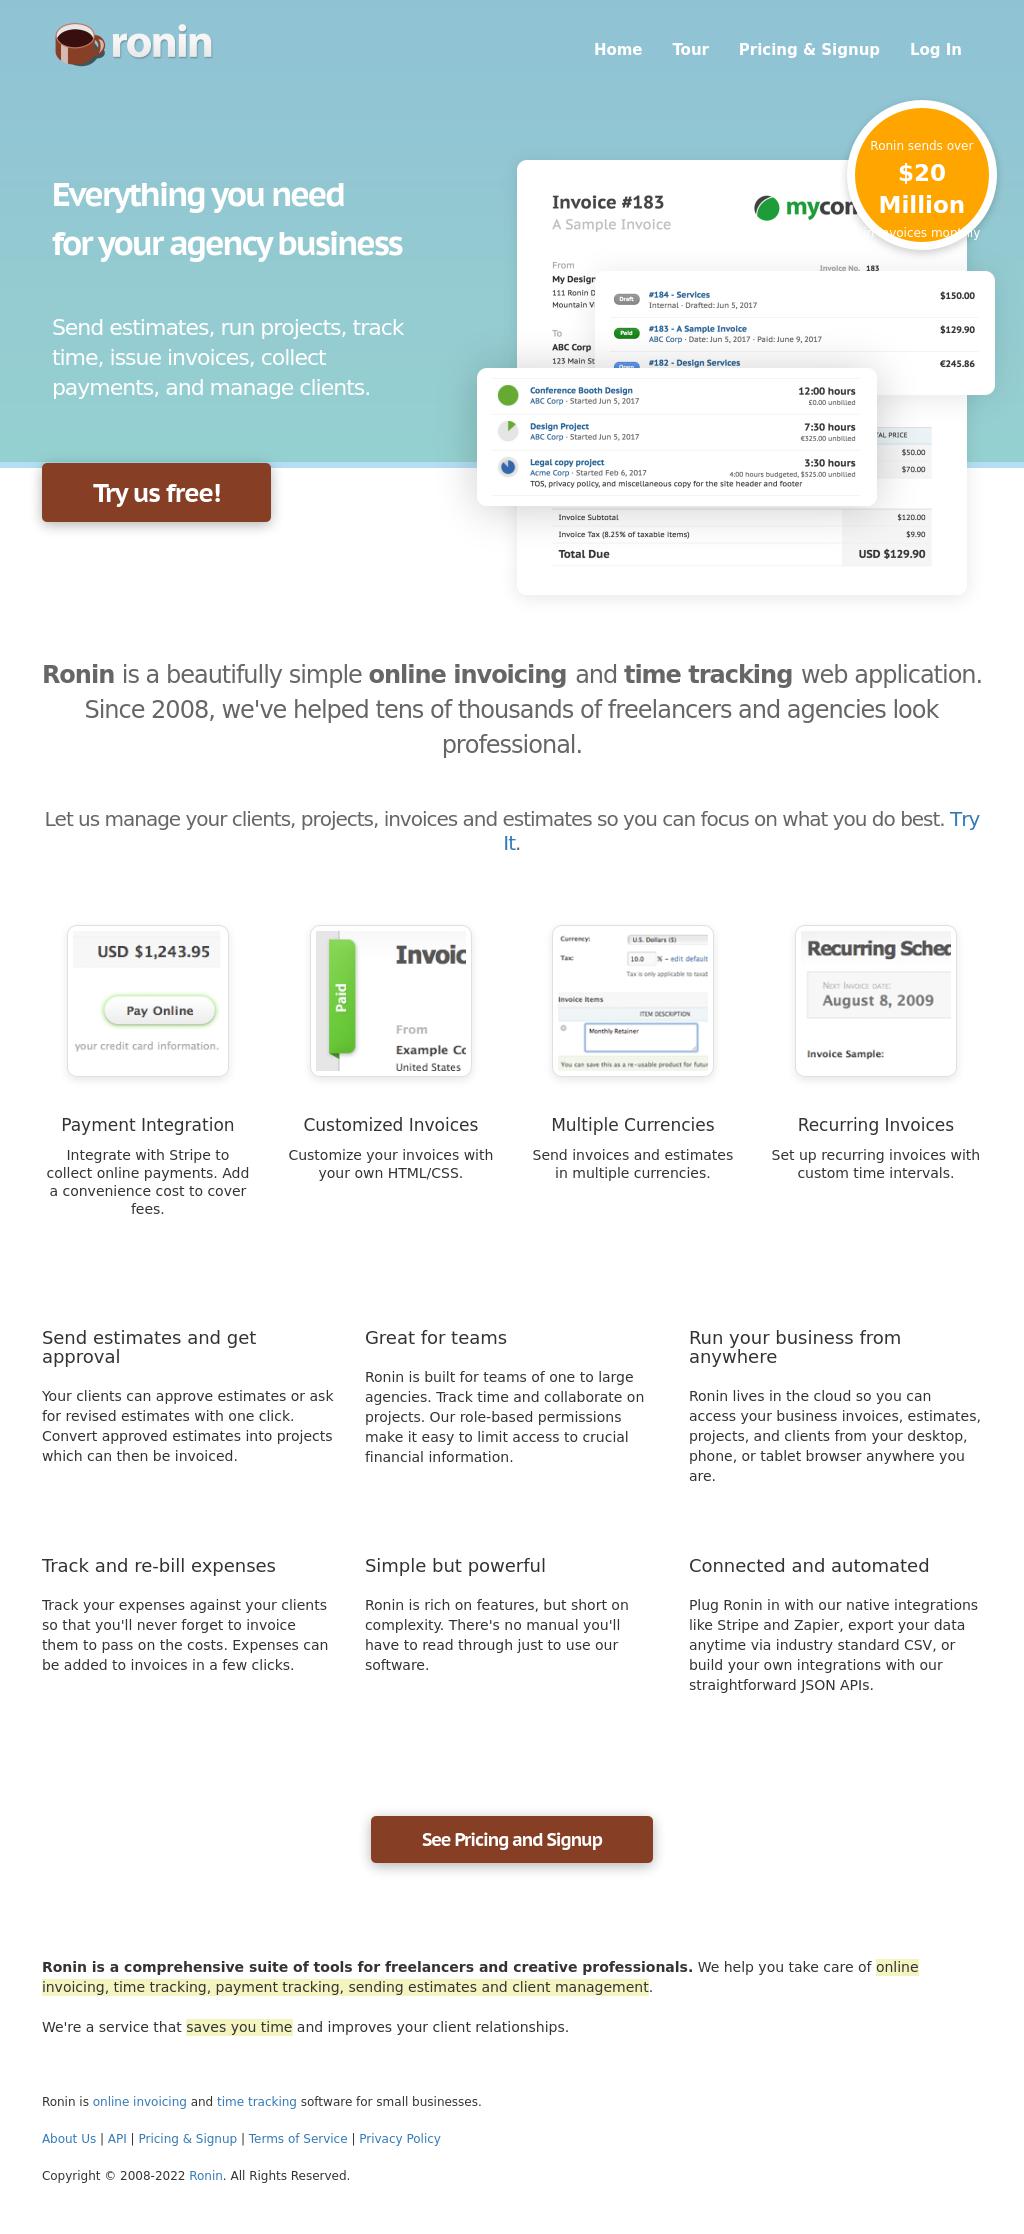 ronin
Home Tour Pricing & Signup Log In
Ronin sends over
$20
Million
invoices monthly
Everything you need
for your agency business
Send estimates, run projects, track
time, issue invoices, collect
payments, and manage clients.
Try us free!
Invoice #183
A Sample Invoice
From
My Design
111 Ronin
Mountain
Invoice No. 183
To
ABC Corp
123 Main St
Draft
#184 - Services
Internal · Drafted: Jun 5, 2017
$150.00
Paid
#183 - A Sample Invoice
ABC Corp · Date: Jun 5, 2017 · Paid: June 9, 2017
$129.90
#182 - Design Services
€245.86
Conference Booth Design
ABC Corp · Started Jun 5, 2017
12:00 hours
£0.00 unbilled
Design Project
ABC Corp · Started Jun 5, 2017
7:30 hours
€325.00 unbilled
Legal copy project
Acme Corp · Started Feb 6, 2017
TOS, privacy policy, and miscellaneous copy for the site header and footer
3:30 hours
4:00 hours budgeted, $525.00 unbilled
PRICE
$50.00
$70.00
Invoice Subtotal $120.00
Invoice Tax (8.25% of taxable items) $9.90
Total Due USD $129.90
Ronin is a beautifully simple online invoicing and time tracking web application.
Since 2008, we've helped tens of thousands of freelancers and agencies look
professional.
Let us manage your clients, projects, invoices and estimates so you can focus on what you do best. Try
It.
USD $1,243.95
Pay Online
your credit card information.
Paid
Invoic
From
Example Co
United States
Currency: U.S. Dollars ($)
Tax: 10.0 % - edit default
Tax is only applicable to taxab
Invoice Items
ITEM DESCRIPTION
Monthly Retainer
You can save this as a re-usable product for futur
Recurring Sched
NEXT INVOICE DATE:
August 8, 2009
Invoice Sample:
Payment Integration
Integrate with Stripe to
collect online payments. Add
a convenience cost to cover
fees.
Customized Invoices
Customize your invoices with
your own HTML/CSS.
Multiple Currencies
Send invoices and estimates
in multiple currencies.
Recurring Invoices
Set up recurring invoices with
custom time intervals.
Send estimates and get
approval
Your clients can approve estimates or ask
for revised estimates with one click.
Convert approved estimates into projects
which can then be invoiced.
Great for teams
Ronin is built for teams of one to large
agencies. Track time and collaborate on
projects. Our role-based permissions
make it easy to limit access to crucial
financial information.
Run your business from
anywhere
Ronin lives in the cloud so you can
access your business invoices, estimates,
projects, and clients from your desktop,
phone, or tablet browser anywhere you
are.
Track and re-bill expenses
Track your expenses against your clients
so that you'll never forget to invoice
them to pass on the costs. Expenses can
be added to invoices in a few clicks.
Simple but powerful
Ronin is rich on features, but short on
complexity. There's no manual you'll
have to read through just to use our
software.
Connected and automated
Plug Ronin in with our native integrations
like Stripe and Zapier, export your data
anytime via industry standard CSV, or
build your own integrations with our
straightforward JSON APIs.
See Pricing and Signup
Ronin is a comprehensive suite of tools for freelancers and creative professionals. We help you take care of online
invoicing, time tracking, payment tracking, sending estimates and client management.
We're a service that saves you time and improves your client relationships.
Ronin is online invoicing and time tracking software for small businesses.
About Us | API | Pricing & Signup | Terms of Service | Privacy Policy
Copyright © 2008-2022 Ronin. All Rights Reserved.